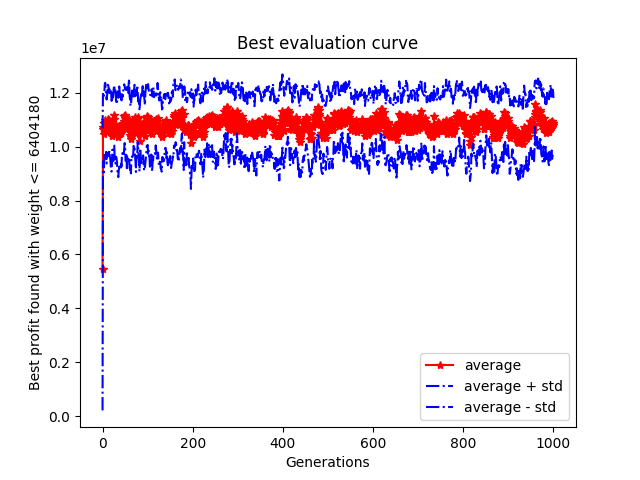 Best evaluation curve
1e7
Best profit found with weight <= 6404180
1.2
1.0
0.8
0.6
0.4
0.2
0.0
0 200 400 600 800 1000
Generations
average
average + std
average - std